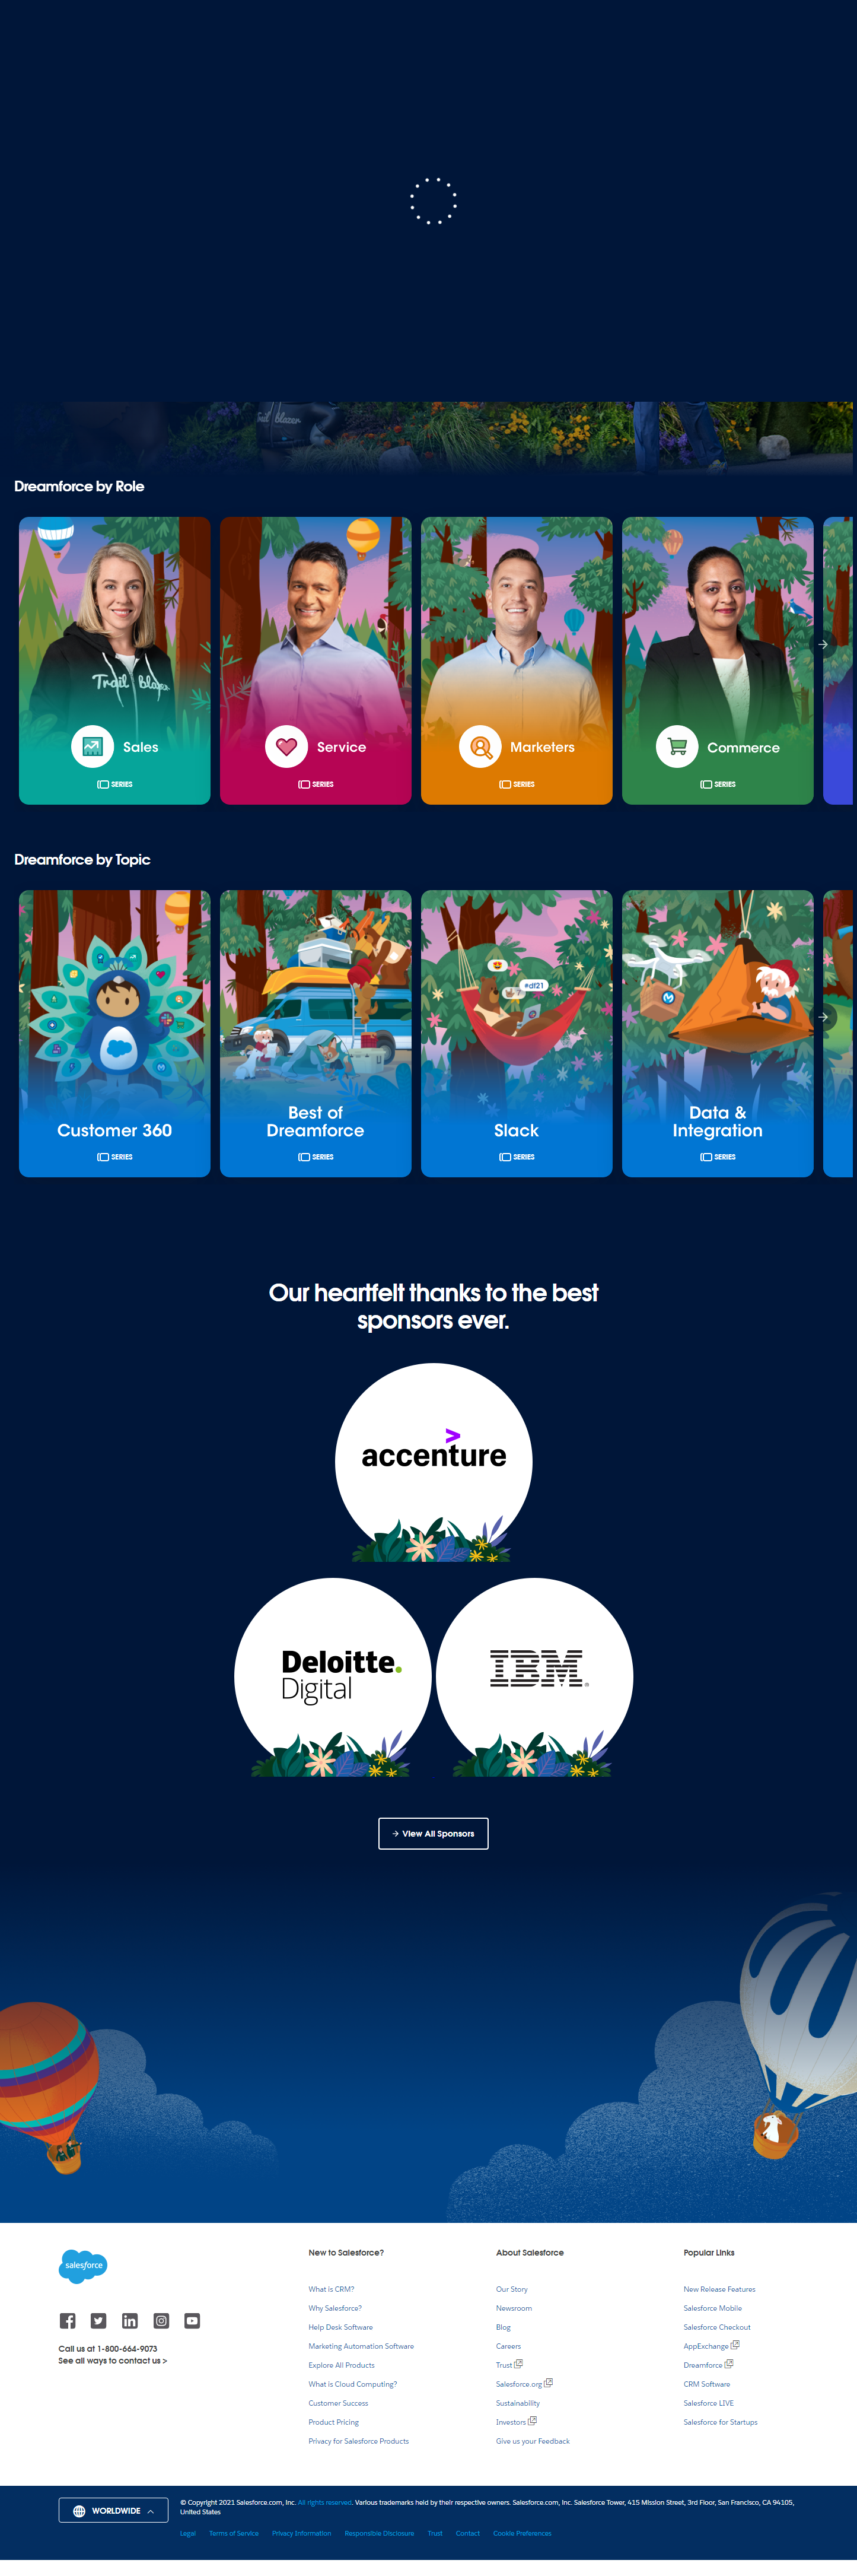 Trail blazer
Dreamforce by Role
Trail blazer
Sales
SERIES
Service
SERIES
Marketers
SERIES
Commerce
SERIES
Dreamforce by Topic
Customer 360
SERIES
Best of
Dreamforce
SERIES
#df21
Slack
SERIES
Data &
Integration
SERIES
Our heartfelt thanks to the best
sponsors ever.
accenture
Deloitte.
Digital
IBM®
View All Sponsors
salesforce
Call us at 1-800-664-9073
See all ways to contact us >
New to Salesforce?
What is CRM?
Why Salesforce?
Help Desk Software
Marketing Automation Software
Explore All Products
What is Cloud Computing?
Customer Success
Product Pricing
Privacy for Salesforce Products
About Salesforce
Our Story
Newsroom
Blog
Careers
Trust
Salesforce.org
Sustainability
Investors
Give us your Feedback
Popular Links
New Release Features
Salesforce Mobile
Salesforce Checkout
AppExchange
Dreamforce
CRM Software
Salesforce LIVE
Salesforce for Startups
WORLDWIDE
© Copyright 2021 Salesforce.com, Inc. All rights reserved. Various trademarks held by their respective owners. Salesforce.com, Inc. Salesforce Tower, 415 Mission Street, 3rd Floor, San Francisco, CA 94105,
United States
Legal Terms of Service Privacy Information Responsible Disclosure Trust Contact Cookie Preferences